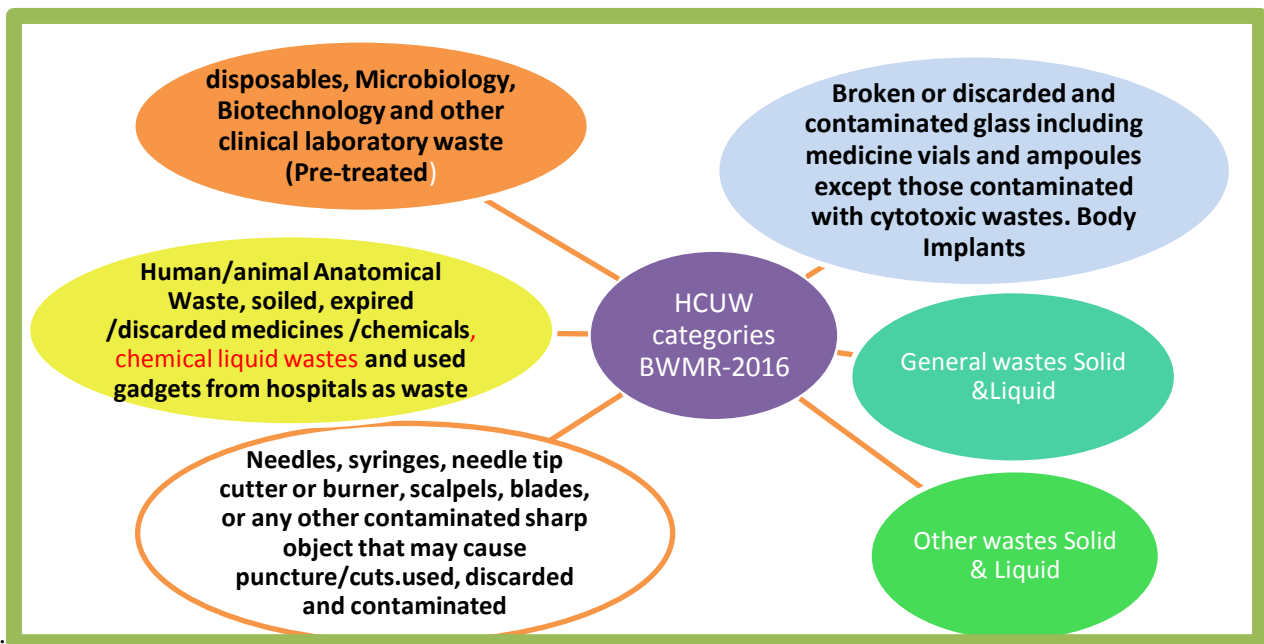 disposables, Microbiology,
Biotechnology and other
clinical laboratory waste
(Pre-treated)
Broken or discarded and
contaminated glass including
medicine vials and ampoules
except those contaminated
with cytotoxic wastes. Body
Implants
Human/animal Anatomical
Waste, soiled, expired
/discarded medicines /chemicals,
chemical liquid wastes and used
gadgets from hospitals as waste
HCUW
categories
BWMR-2016
General wastes Solid
&Liquid
Needles, syringes, needle tip
cutter or burner, scalpels, blades,
or any other contaminated sharp
object that may cause
puncture/cuts.used, discarded
and contaminated
Other wastes Solid
& Liquid
.